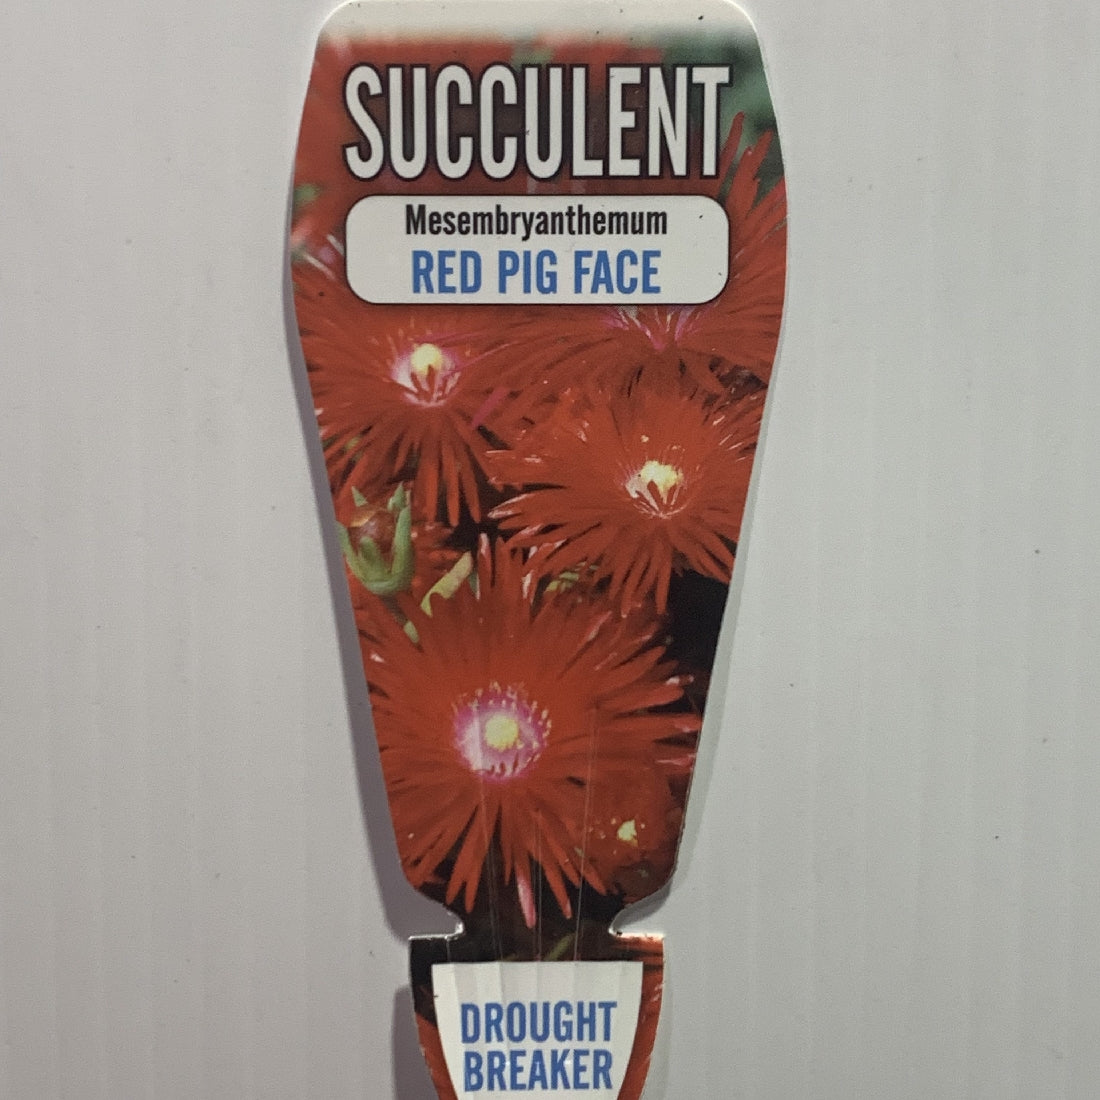 SUCCULENT
Mesembryanthemum
RED PIG FACE
DROUGHT
BREAKER